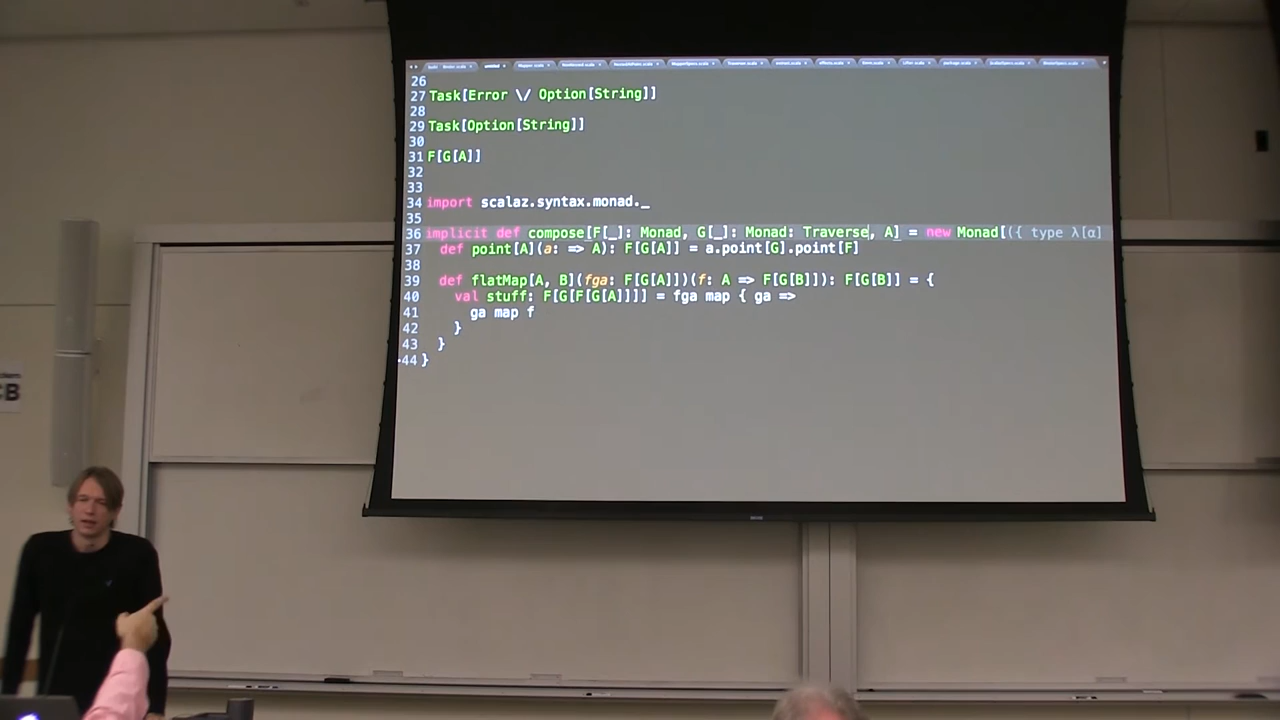 26
27 Task[Error \/ Option[String]]
28
29 Task[Option[String]]
30
31 F[G[A]]
32
33
34 import scalaz.syntax.monad._
35
36 implicit def compose[F[_]: Monad, G[_]: Monad: Traverse, A] = new Monad[({ type λ[α]
37 def point[A](a: => A): F[G[A]] = a.point[G].point[F]
38
39 def flatMap[A, B](fga: F[G[A]])(f: A => F[G[B]]): F[G[B]] = {
40 val stuff: F[G[F[G[A]]]] = fga map { ga =>
41 ga map f
42 }
43 }
44 }
CB